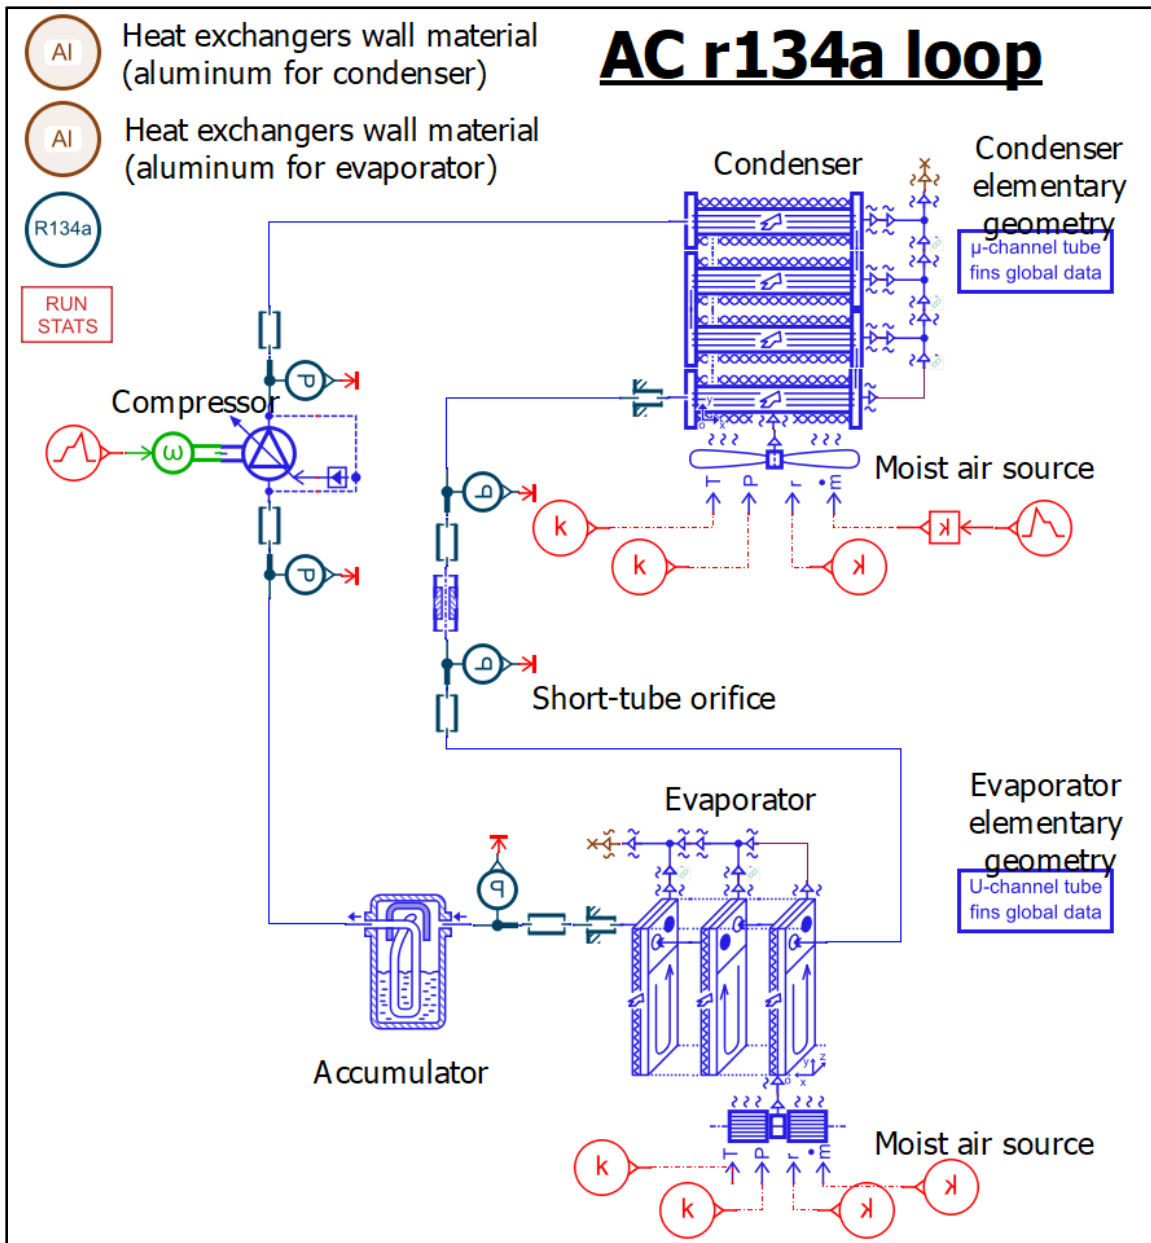 AC r134a loop
Al
Heat exchangers wall material
(aluminum for condenser)
Al
Heat exchangers wall material
(aluminum for evaporator)
R134a
RUN
STATS
Condenser
Condenser
elementary
geometry
μ-channel tube
fins global data
P
Compressor
ω
y
o x
Moist air source
T P r ṁ
k
k
k
k
P
P
P
Short-tube orifice
Evaporator
Evaporator
elementary
geometry
U-channel tube
fins global data
P
Accumulator
y z
o x
Moist air source
T P r ṁ
k
k
k
k